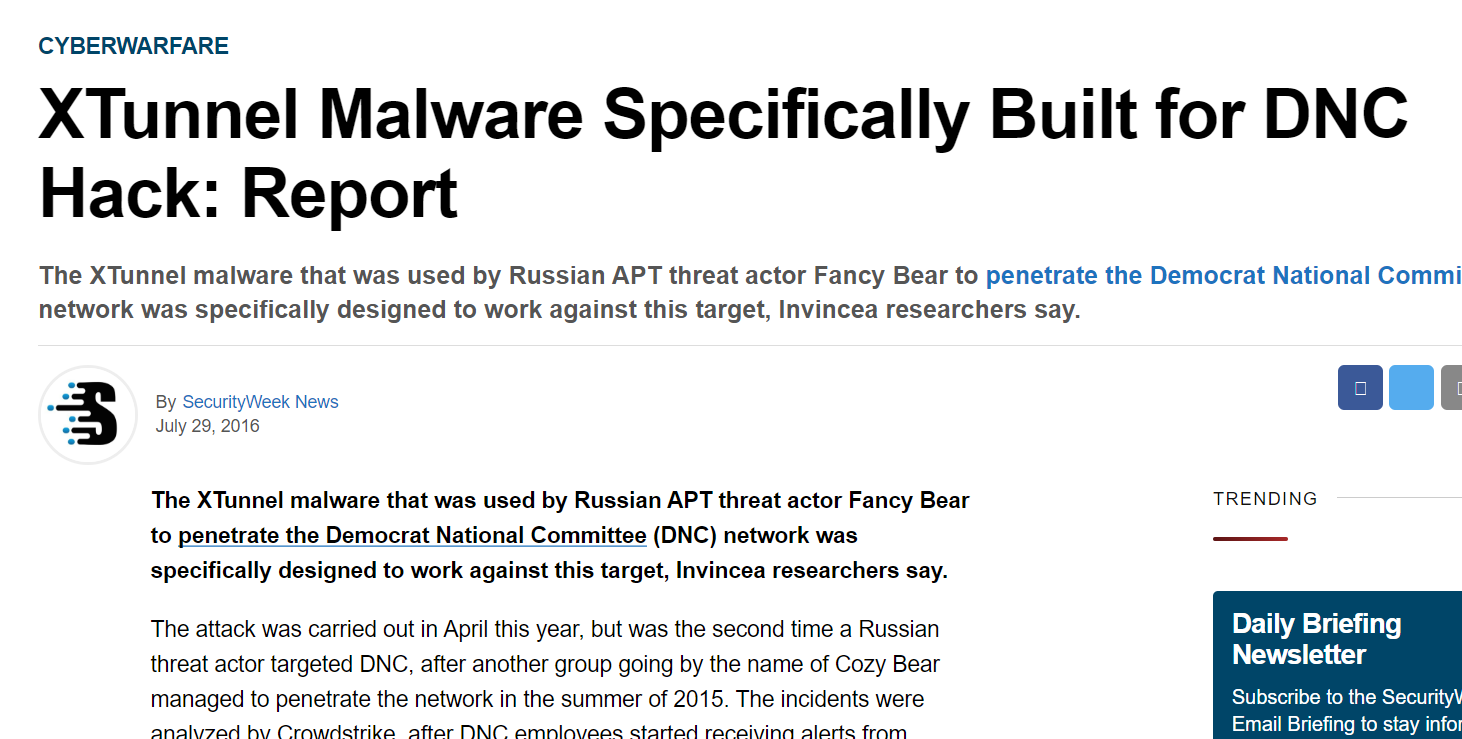 CYBERWARFARE
XTunnel Malware Specifically Built for DNC
Hack: Report
The XTunnel malware that was used by Russian APT threat actor Fancy Bear to penetrate the Democrat National Commi
network was specifically designed to work against this target, Invincea researchers say.
By SecurityWeek News
July 29, 2016
The XTunnel malware that was used by Russian APT threat actor Fancy Bear
to penetrate the Democrat National Committee (DNC) network was
specifically designed to work against this target, Invincea researchers say.
The attack was carried out in April this year, but was the second time a Russian
threat actor targeted DNC, after another group going by the name of Cozy Bear
managed to penetrate the network in the summer of 2015. The incidents were
analyzed by Crowdstrike, after DNC employees started receiving alerts from
TRENDING
Daily Briefing
Newsletter
Subscribe to the SecurityW
Email Briefing to stay infor